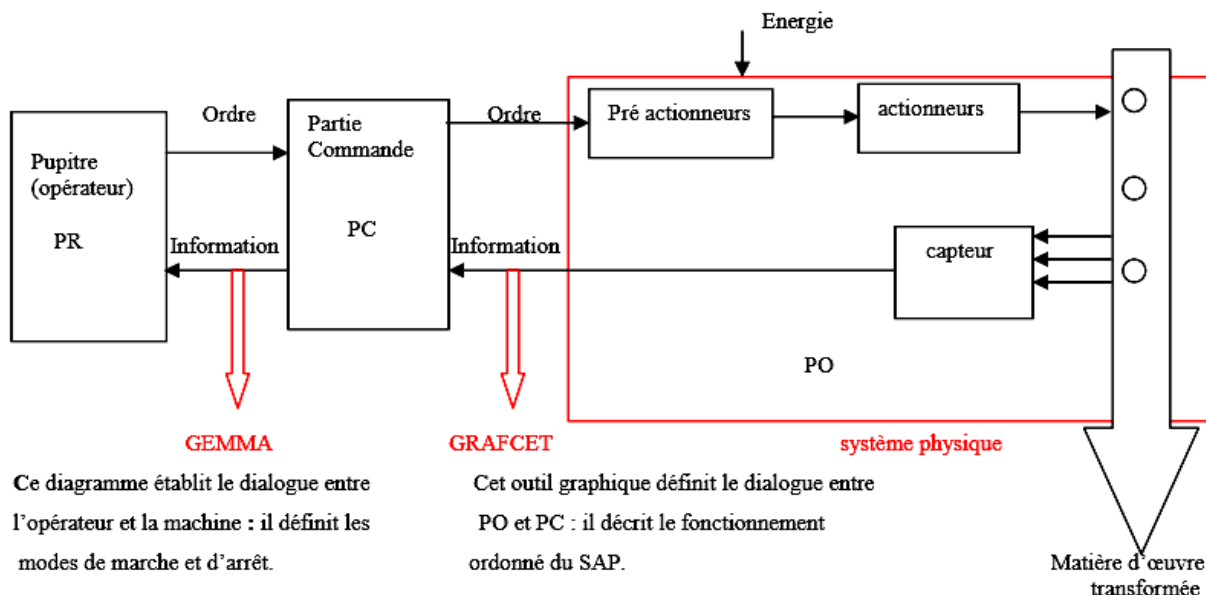 Energie
Ordre
Ordre
Pré actionneurs
actionneurs
Partie
Commande
PC
Pupitre
(opérateur)
PR
Information
Information
capteur
PO
GEMMA
GRAFCET
système physique
Ce diagramme établit le dialogue entre
l'opérateur et la machine : il définit les
modes de marche et d'arrêt.
Cet outil graphique définit le dialogue entre
PO et PC : il décrit le fonctionnement
ordonné du SAP.
Matière d'œuvre
transformée